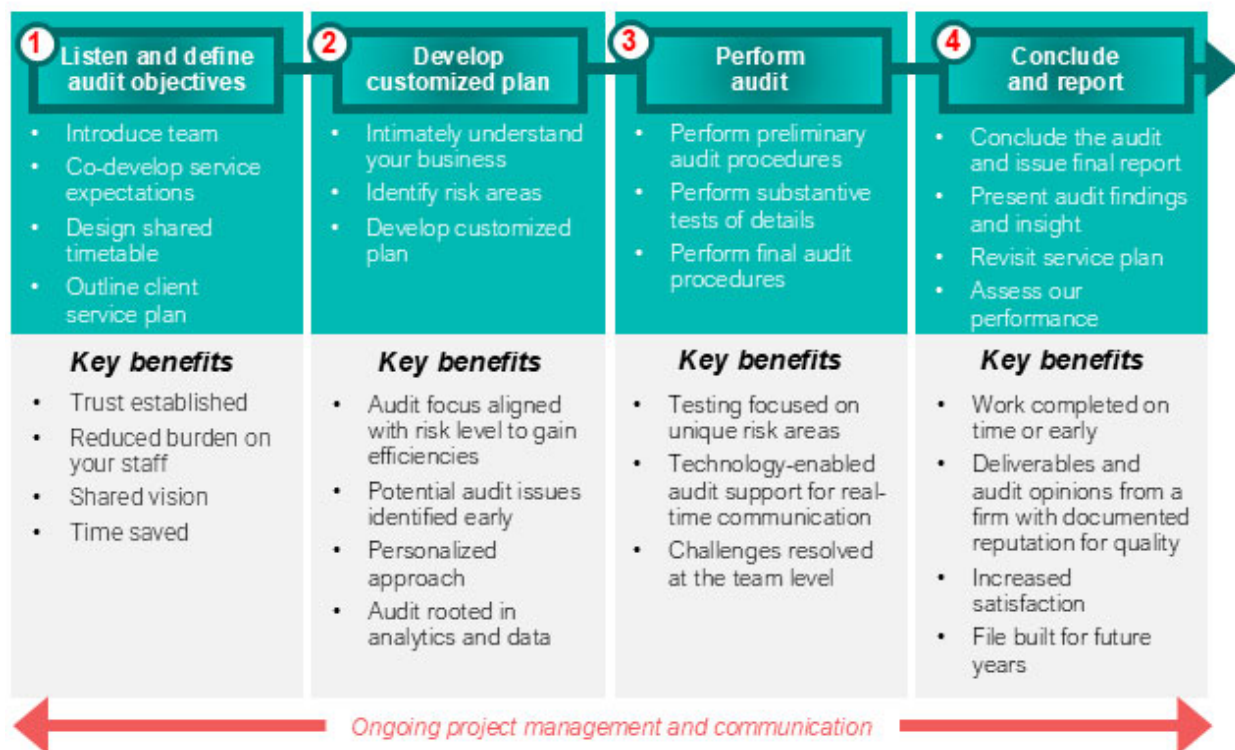 1
Listen and define
audit objectives
• Introduce team
• Co-develop service
expectations
• Design shared
timetable
• Outline client
service plan
Key benefits
• Trust established
• Reduced burden on
your staff
• Shared vision
• Time saved
2
Develop
customized plan
• Intimately understand
your business
• Identify risk areas
• Develop customized
plan
Key benefits
• Audit focus aligned
with risk level to gain
efficiencies
• Potential audit issues
identified early
• Personalized
approach
• Audit rooted in
analytics and data
3
Perform
audit
• Perform preliminary
audit procedures
• Perform substantive
tests of details
• Perform final audit
procedures
Key benefits
• Testing focused on
unique risk areas
• Technology-enabled
audit support for real-
time communication
• Challenges resolved
at the team level
4
Conclude
and report
• Conclude the audit
and issue final report
• Present audit findings
and insight
• Revisit service plan
• Assess our
performance
Key benefits
• Work completed on
time or early
• Deliverables and
audit opinions from a
firm with documented
reputation for quality
• Increased
satisfaction
• File built for future
years
Ongoing project management and communication